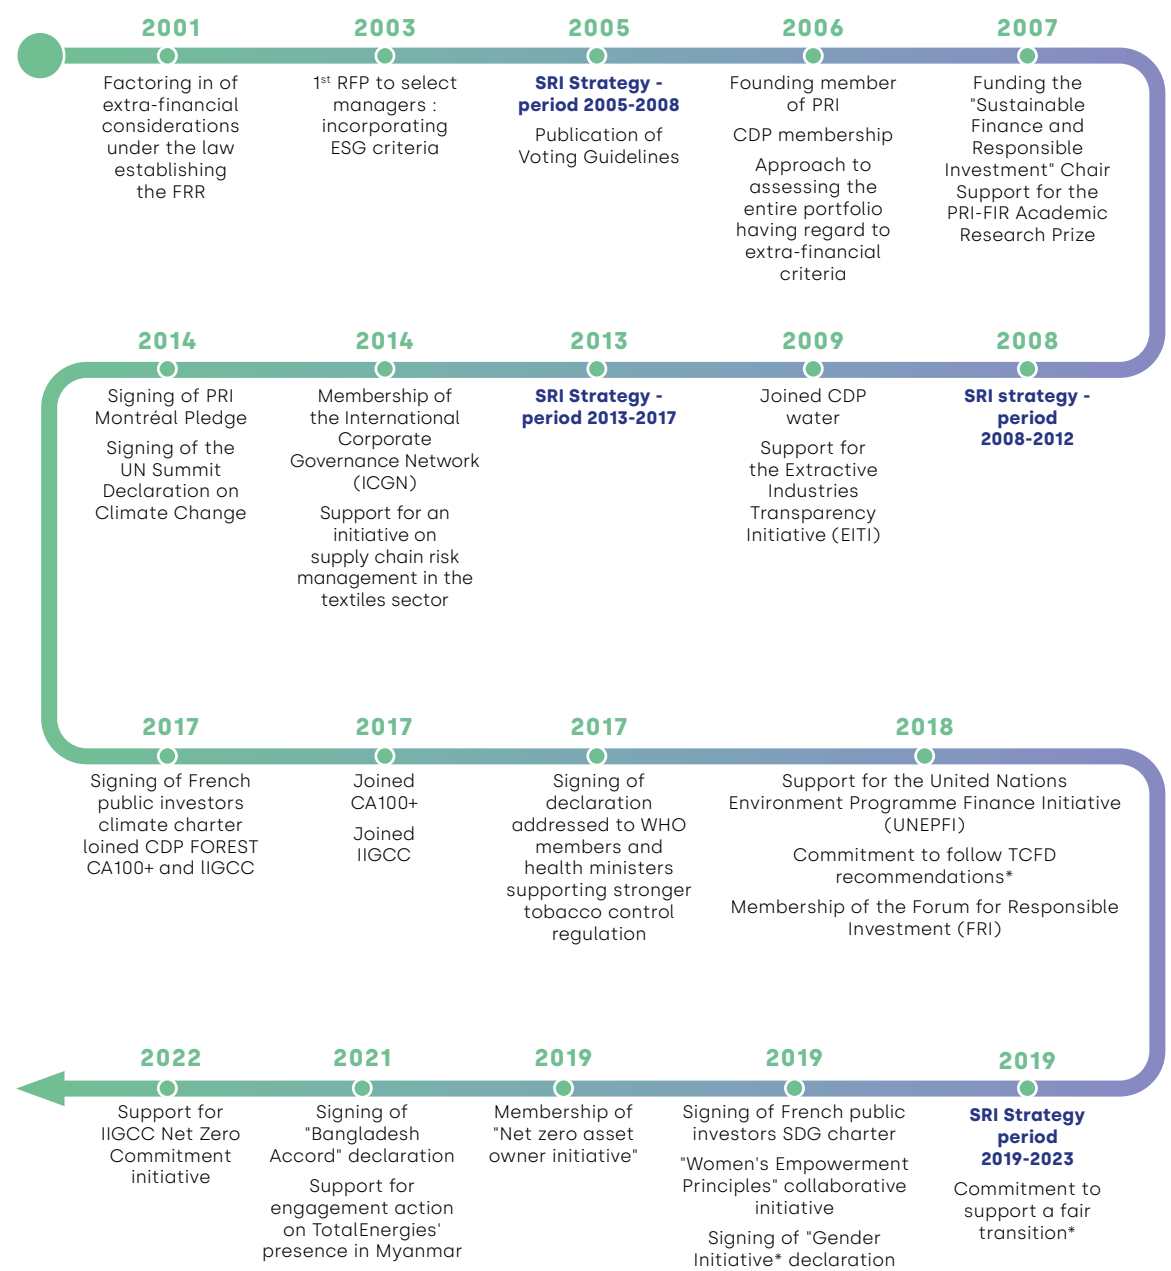 2001
Factoring in of
extra-financial
considerations
under the law
establishing
the FRR
2003
1st RFP to select
managers :
incorporating
ESG criteria
2005
SRI Strategy -
period 2005-2008
Publication of
Voting Guidelines
2006
Founding member
of PRI
CDP membership
Approach to
assessing the
entire portfolio
having regard to
extra-financial
criteria
2007
Funding the
"Sustainable
Finance and
Responsible
Investment" Chair
Support for the
PRI-FIR Academic
Research Prize
2008
SRI strategy -
period
2008-2012
2009
Joined CDP
water
Support for
the Extractive
Industries
Transparency
Initiative (EITI)
2013
SRI Strategy -
period 2013-2017
2014
Membership of
the International
Corporate
Governance Network
(ICGN)
Support for an
initiative on
supply chain risk
management in the
textiles sector
2014
Signing of PRI
Montréal Pledge
Signing of the
UN Summit
Declaration on
Climate Change
2017
Signing of French
public investors
climate charter
loined CDP FOREST
CA100+ and lIGCC
2017
Joined
CA100+
Joined
IIGCC
2017
Signing of
declaration
addressed to WHO
members and
health ministers
supporting stronger
tobacco control
regulation
2018
Support for the United Nations
Environment Programme Finance Initiative
(UNEPFI)
Commitment to follow TCFD
recommendations*
Membership of the Forum for Responsible
Investment (FRI)
2019
SRI Strategy
period
2019-2023
Commitment to
support a fair
transition*
2019
Signing of French public
investors SDG charter
"Women's Empowerment
Principles" collaborative
initiative
Signing of "Gender
Initiative* declaration
2019
Membership of
"Net zero asset
owner initiative"
2021
Signing of
"Bangladesh
Accord" declaration
Support for
engagement action
on TotalEnergies'
presence in Myanmar
2022
Support for
IIGCC Net Zero
Commitment
initiative